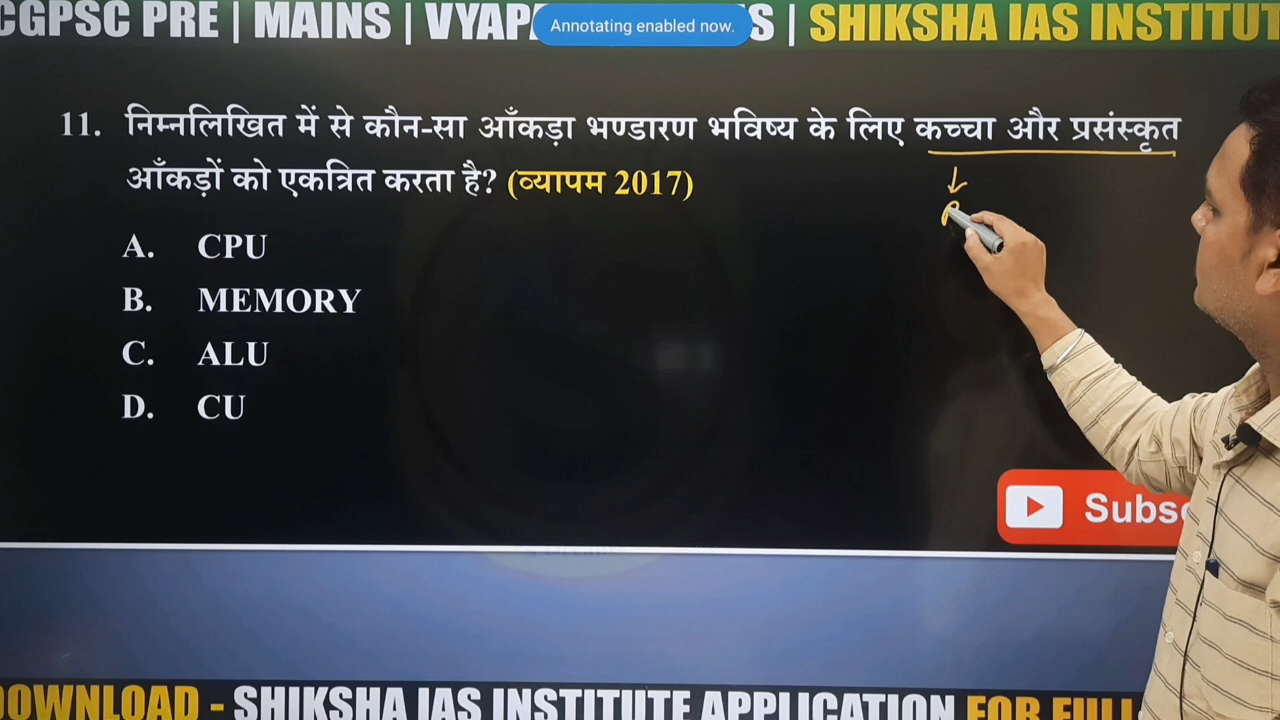 CGPSC PRE | MAINS | VYAP
Annotating enabled now.
S | SHIKSHA IAS INSTITUT
11. निम्नलिखित में से कौन-सा आँकड़ा भण्डारण भविष्य के लिए कच्चा और प्रसंस्कृत
आँकड़ों को एकत्रित करता है? (व्यापम 2017)
A. CPU
B. MEMORY
C. ALU
D. CU
Subs
DOWNLOAD - SHIKSHA IAS INSTITUTE APPLICATION FOR FULL